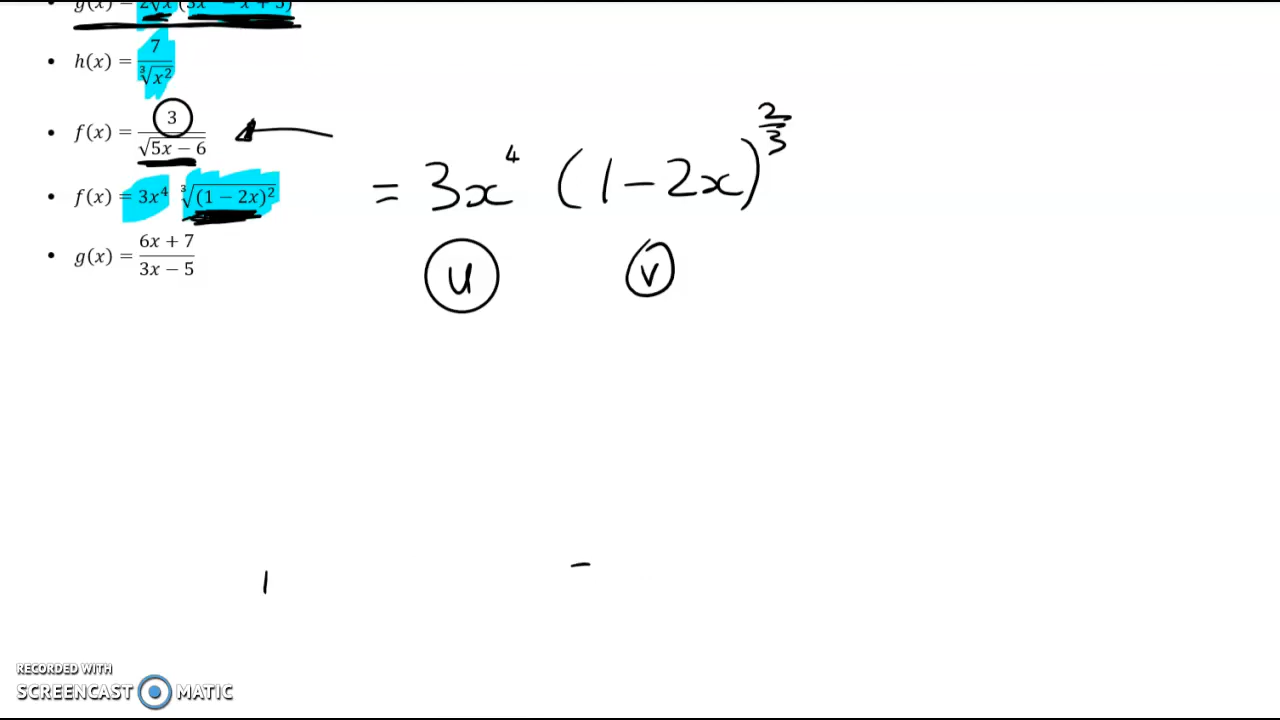 • h(x) = 7/∛x²
• f(x) = 3/√5x − 6
• f(x) = 3x⁴ ∛(1 − 2x)²
• g(x) = 6x + 7/3x − 5
= 3x⁴ (1 − 2x)^2/3
u v
RECORDED WITH
SCREENCAST MATIC